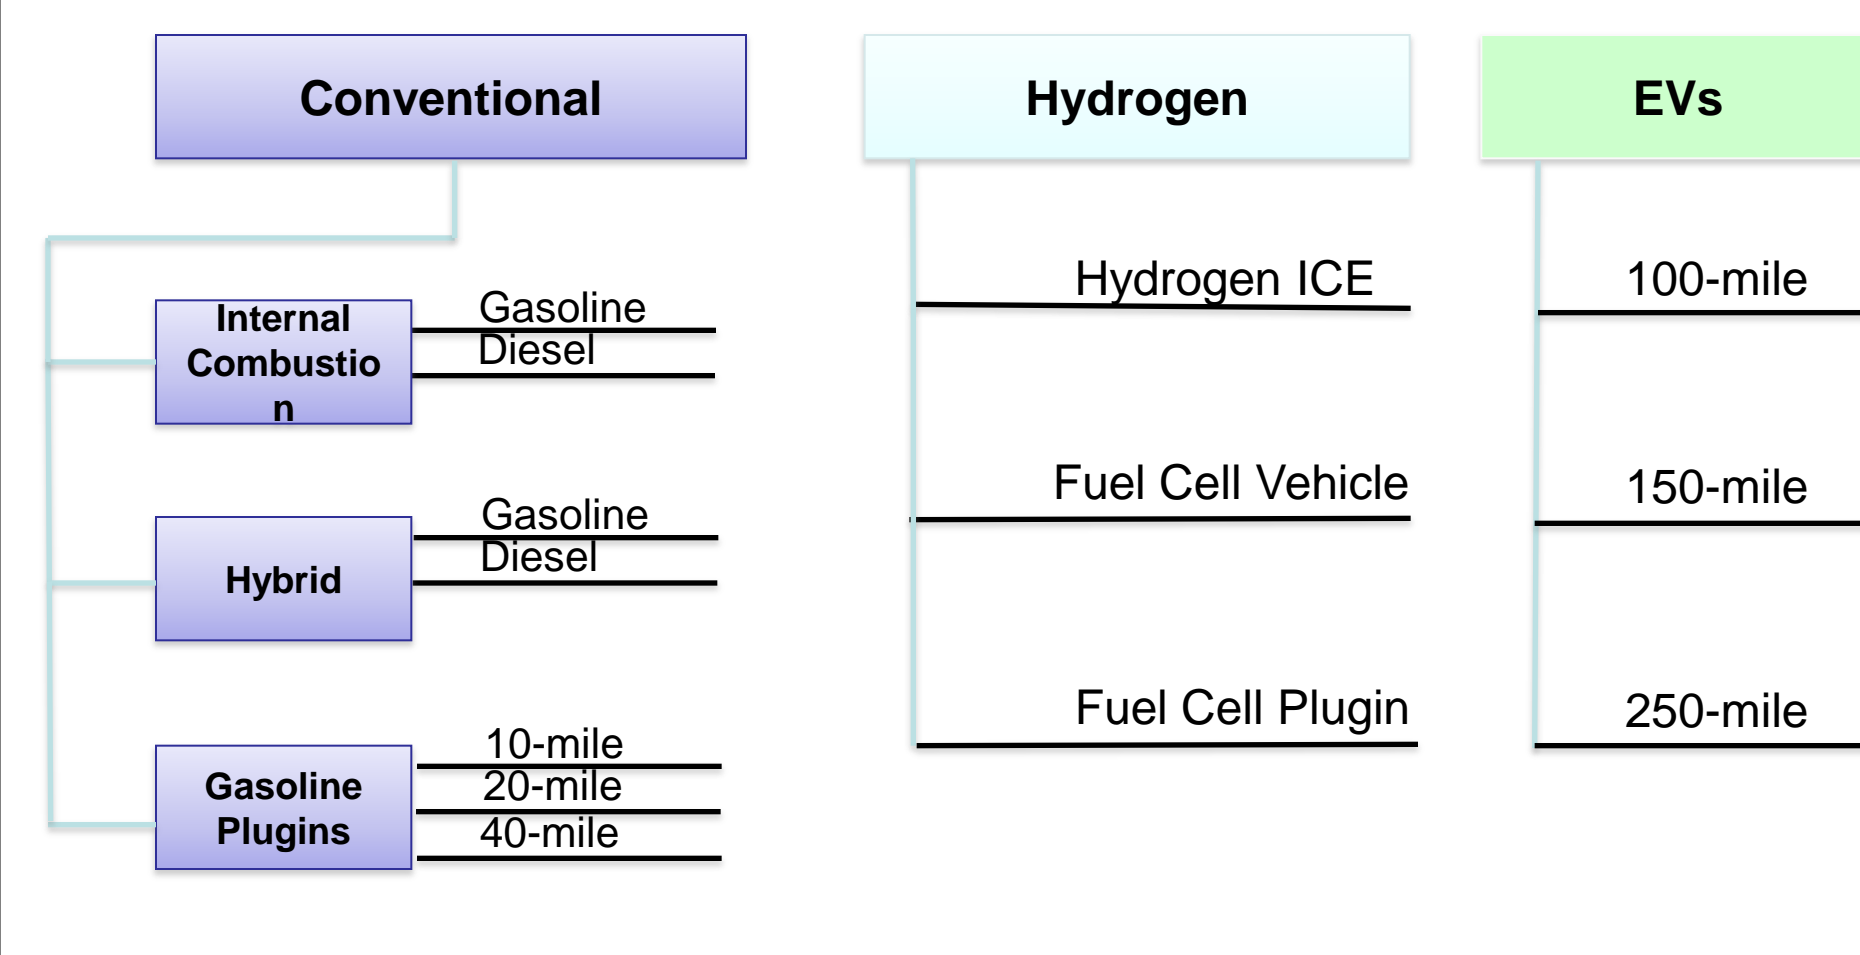 Conventional
Hydrogen
EVs
Internal
Combustio
n
Gasoline
Diesel
Hybrid
Gasoline
Diesel
Gasoline
Plugins
10-mile
20-mile
40-mile
Hydrogen ICE
Fuel Cell Vehicle
Fuel Cell Plugin
100-mile
150-mile
250-mile